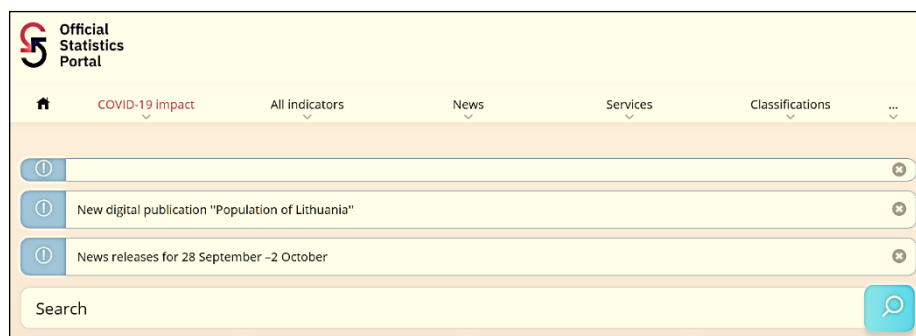 Official
Statistics
Portal
COVID-19 impact All indicators News Services Classifications ...
New digital publication "Population of Lithuania"
News releases for 28 September –2 October
Search